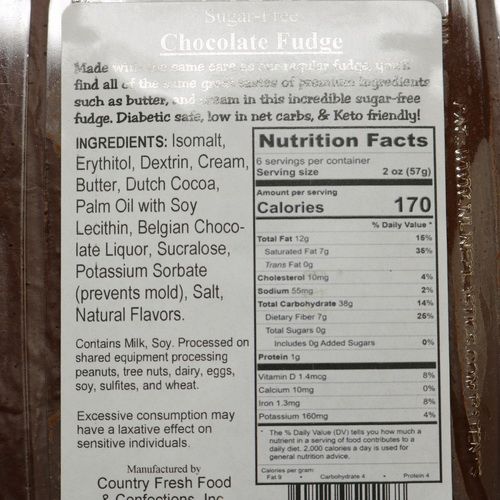 Sugar-Free
Chocolate Fudge
Made with the same care as our regular fudge, you'll
find all of the same great tastes of premium ingredients
such as butter, and cream in this incredible sugar-free
fudge. Diabetic safe, low in net carbs, & Keto friendly!
INGREDIENTS: Isomalt,
Erythitol, Dextrin, Cream,
Butter, Dutch Cocoa,
Palm Oil with Soy
Lecithin, Belgian Choco-
late Liquor, Sucralose,
Potassium Sorbate
(prevents mold), Salt,
Natural Flavors.
Contains Milk, Soy. Processed on
shared equipment processing
peanuts, tree nuts, dairy, eggs,
soy, sulfites, and wheat.
Excessive consumption may
have a laxative effect on
sensitive individuals.
Manufactured by
Country Fresh Food
& Confections, Inc.
Nutrition Facts
6 servings per container
Serving size 2 oz (57g)
Amount per serving
Calories 170
% Daily Value *
Total Fat 12g 15%
Saturated Fat 7g 35%
Trans Fat 0g
Cholesterol 10mg 4%
Sodium 55mg 2%
Total Carbohydrate 38g 14%
Dietary Fiber 7g 25%
Total Sugars 0g
Includes 0g Added Sugars 0%
Protein 1g
Vitamin D 1.4mcg 8%
Calcium 10mg 0%
Iron 1.3mg 8%
Potassium 160mg 4%
* The % Daily Value (DV) tells you how much a
nutrient in a serving of food contributes to a
daily diet. 2,000 calories a day is used for
general nutrition advice.
Calories per gram:
Fat 9 • Carbohydrate 4 • Protein 4